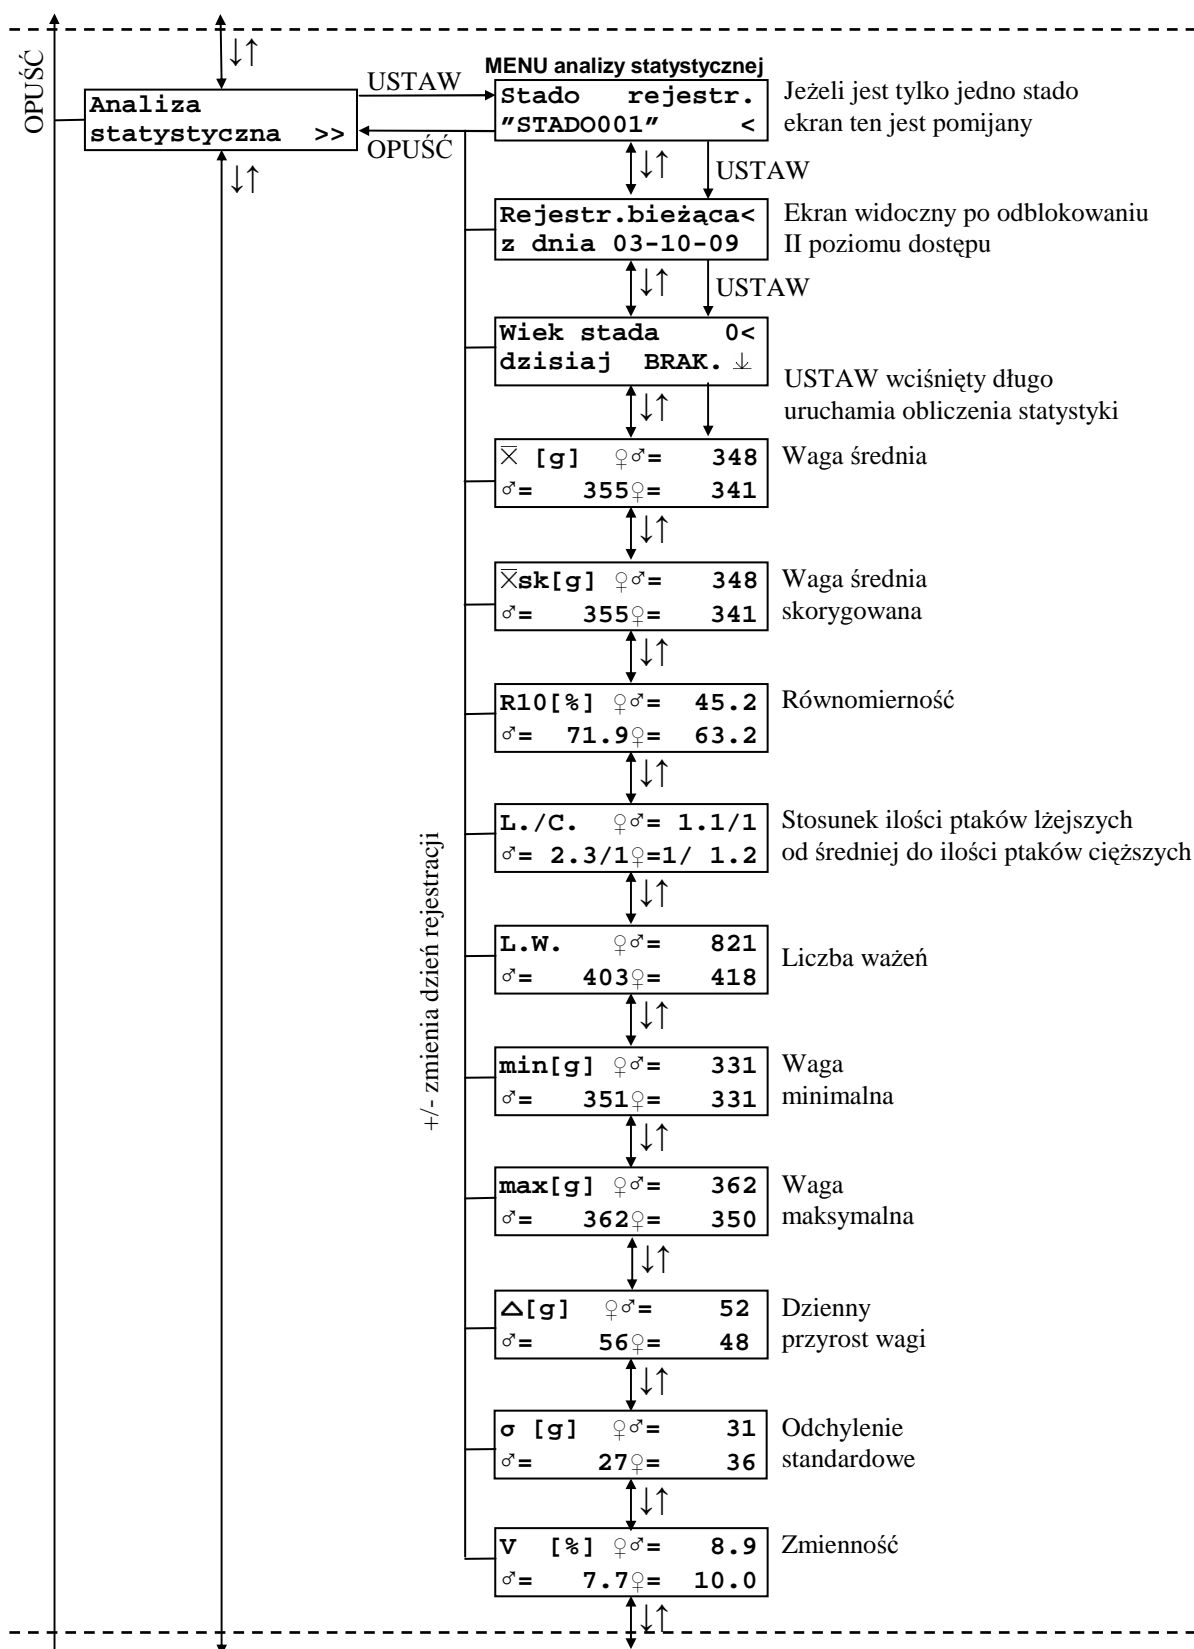 OPUŚĆ
↓↑
Analiza
statystyczna >>
↓↑
USTAW
OPUŚĆ
MENU analizy statystycznej
Stado rejestr.
”STADO001” <
Jeżeli jest tylko jedno stado
ekran ten jest pomijany
↓↑ USTAW
Rejestr.bieżąca<
z dnia 03-10-09
Ekran widoczny po odblokowaniu
II poziomu dostępu
↓↑ USTAW
Wiek stada 0<
dzisiaj BRAK. ↓
USTAW wciśnięty długo
uruchamia obliczenia statystyki
↓↑
X̅ [g] ♀♂= 348
♂= 355♀= 341
Waga średnia
↓↑
X̅sk[g] ♀♂= 348
♂= 355♀= 341
Waga średnia
skorygowana
↓↑
R10[%] ♀♂= 45.2
♂= 71.9♀= 63.2
Równomierność
↓↑
L./C. ♀♂= 1.1/1
♂= 2.3/1♀=1/ 1.2
Stosunek ilości ptaków lżejszych
od średniej do ilości ptaków cięższych
↓↑
L.W. ♀♂= 821
♂= 403♀= 418
Liczba ważeń
↓↑
min[g] ♀♂= 331
♂= 351♀= 331
Waga
minimalna
↓↑
max[g] ♀♂= 362
♂= 362♀= 350
Waga
maksymalna
↓↑
△[g] ♀♂= 52
♂= 56♀= 48
Dzienny
przyrost wagi
↓↑
σ [g] ♀♂= 31
♂= 27♀= 36
Odchylenie
standardowe
↓↑
V [%] ♀♂= 8.9
♂= 7.7♀= 10.0
Zmienność
↓↑
+/- zmienia dzień rejestracji